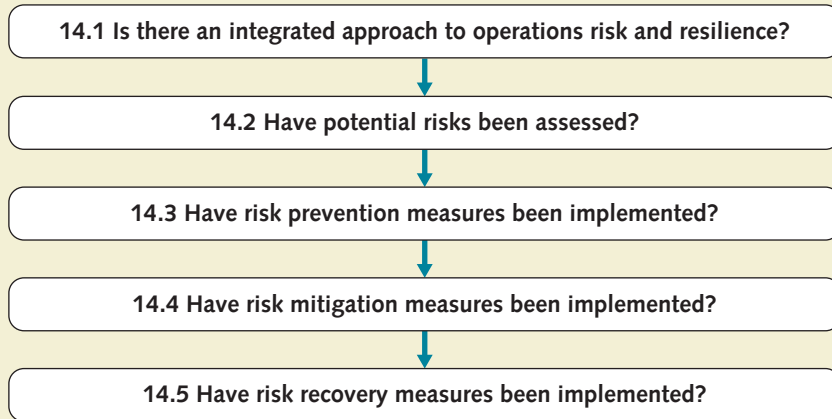 14.1 Is there an integrated approach to operations risk and resilience?
14.2 Have potential risks been assessed?
14.3 Have risk prevention measures been implemented?
14.4 Have risk mitigation measures been implemented?
14.5 Have risk recovery measures been implemented?